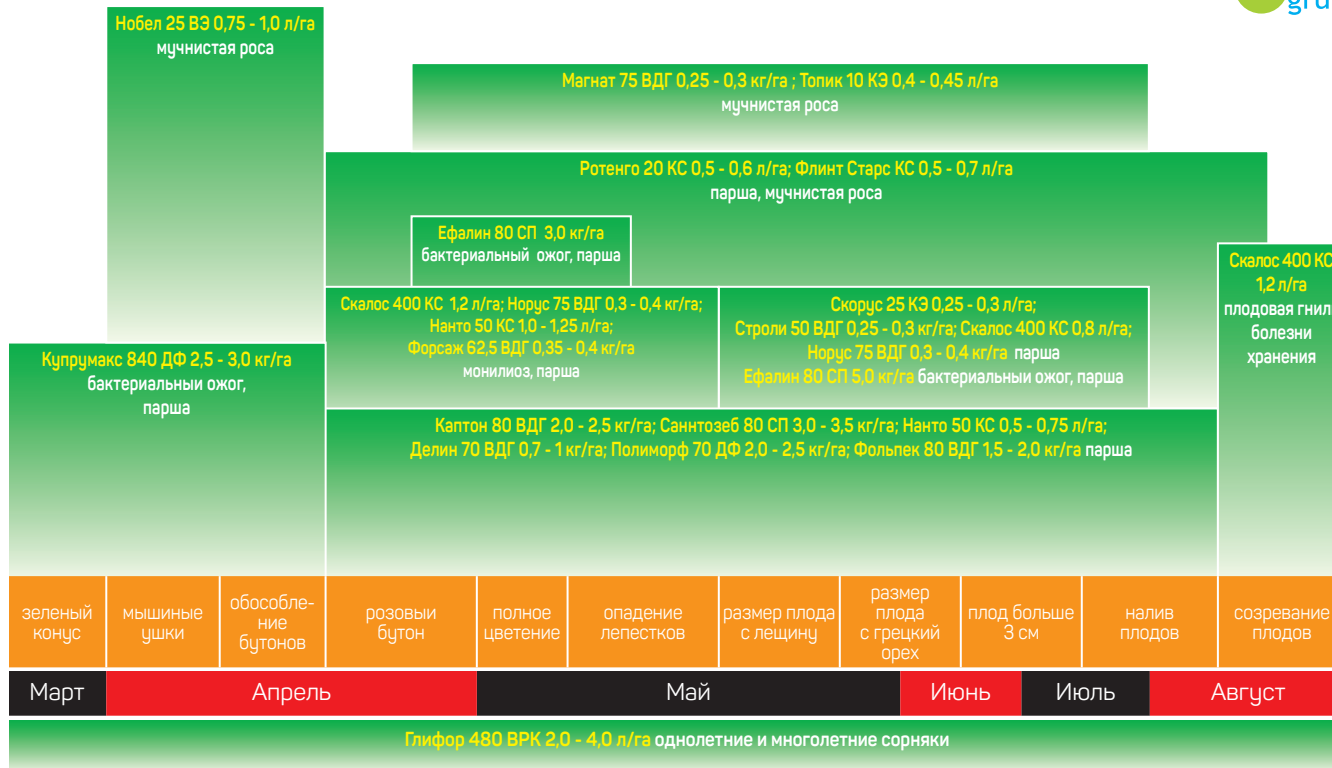 Нобел 25 ВЭ 0,75 - 1,0 л/га
мучнистая роса
Магнат 75 ВДГ 0,25 - 0,3 кг/га ; Топик 10 КЭ 0,4 - 0,45 л/га
мучнистая роса
Ротенго 20 КС 0,5 - 0,6 л/га; Флинт Старс КС 0,5 - 0,7 л/га
парша, мучнистая роса
Ефалин 80 СП 3,0 кг/га
бактериальный ожог, парша
Скалос 400 КС 1,2 л/га; Норус 75 ВДГ 0,3 - 0,4 кг/га;
Нанто 50 КС 1,0 - 1,25 л/га;
Форсаж 62,5 ВДГ 0,35 - 0,4 кг/га
монилиоз, парша
Скорус 25 КЭ 0,25 - 0,3 л/га;
Строли 50 ВДГ 0,25 - 0,3 кг/га; Скалос 400 КС 0,8 л/га;
Норус 75 ВДГ 0,3 - 0,4 кг/га парша
Ефалин 80 СП 5,0 кг/га бактериальныи ожог, парша
Скалос 400 КС
1,2 л/га
плодовая гниль
болезни
хранения
Купрумакс 840 ДФ 2,5 - 3,0 кг/га
бактериальныи ожог,
парша
Каптон 80 ВДГ 2,0 - 2,5 кг/га; Саннтозеб 80 СП 3,0 - 3,5 кг/га; Нанто 50 КС 0,5 - 0,75 л/га;
Делин 70 ВДГ 0,7 - 1 кг/га; Полиморф 70 ДФ 2,0 - 2,5 кг/га; Фольпек 80 ВДГ 1,5 - 2,0 кг/га парша
зеленый
конус
мышиные
ушки
обособле-
ние
бутонов
розовыи
бутон
полное
цветение
опадение
лепестков
размер плода
с лещину
размер
плода
с грецкий
орех
плод больше
3 см
налив
плодов
созревание
плодов
Март
Апрель
Май
Июнь
Июль
Август
Глифор 480 ВРК 2,0 - 4,0 л/га однолетние и многолетние сорняки